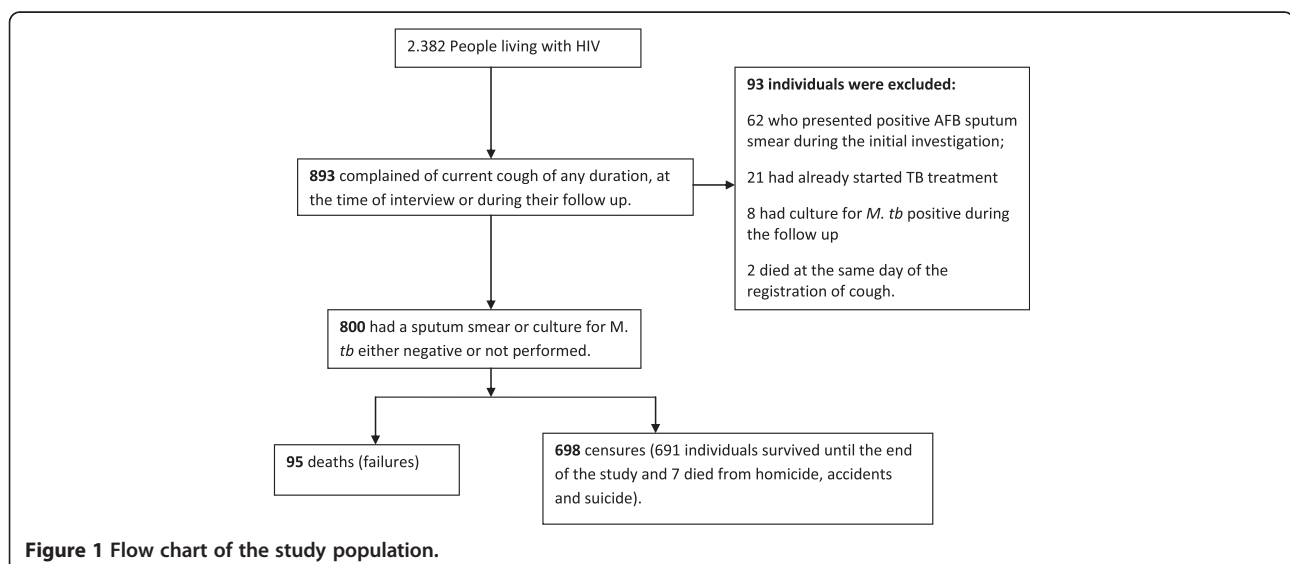 2.382 People living with HIV
93 individuals were excluded:
62 who presented positive AFB sputum
smear during the initial investigation;
21 had already started TB treatment
8 had culture for M. tb positive during
the follow up
2 died at the same day of the
registration of cough.
893 complained of current cough of any duration, at
the time of interview or during their follow up.
800 had a sputum smear or culture for M.
tb either negative or not performed.
95 deaths (failures)
698 censures (691 individuals survived until the end
of the study and 7 died from homicide, accidents
and suicide).
Figure 1 Flow chart of the study population.